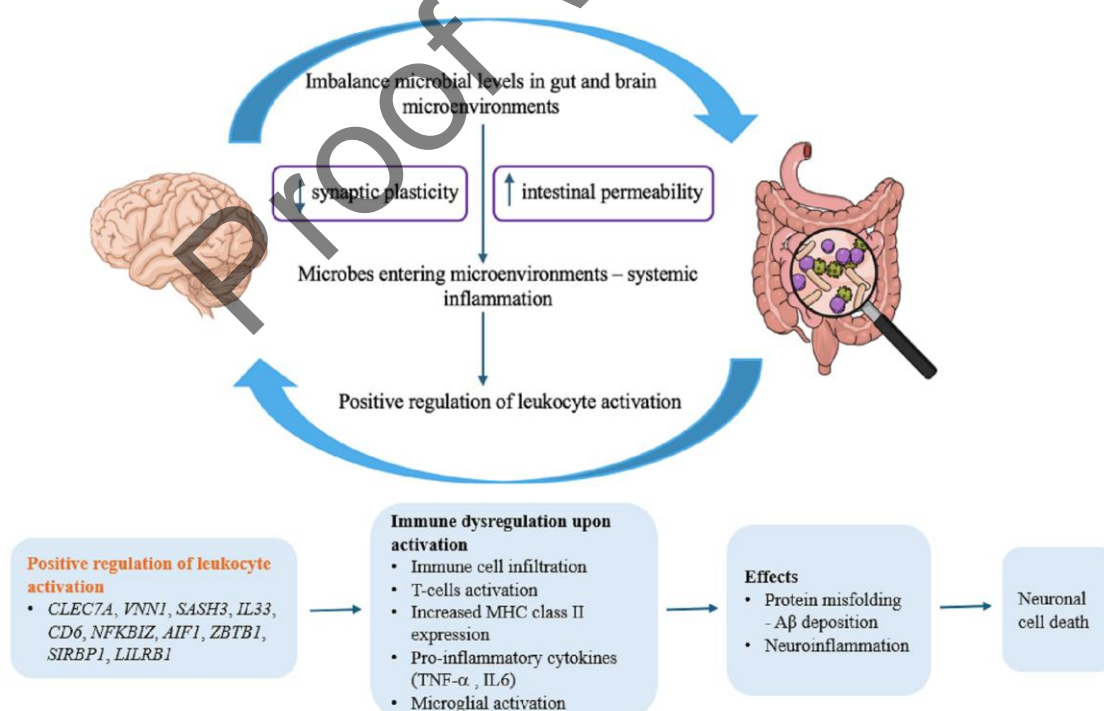 Proof
Imbalance microbial levels in gut and brain
microenvironments
↓ synaptic plasticity
↑ intestinal permeability
Microbes entering microenvironments – systemic
inflammation
Positive regulation of leukocyte activation
Positive regulation of leukocyte
activation
• CLEC7A, VNN1, SASH3, IL33,
CD6, NFKBIZ, AIF1, ZBTB1,
SIRBP1, LILRB1
Immune dysregulation upon
activation
• Immune cell infiltration
• T-cells activation
• Increased MHC class II
expression
• Pro-inflammatory cytokines
(TNF-α , IL6)
• Microglial activation
Effects
• Protein misfolding
- Aβ deposition
• Neuroinflammation
Neuronal
cell death